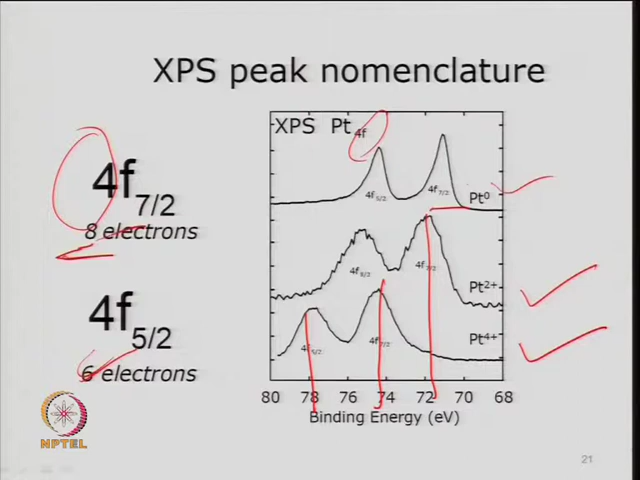 XPS peak nomenclature
4f7/2
8 electrons
4f5/2
6 electrons
XPS Pt4f
4f5/2
4f7/2
Pt0
4f5/2
4f7/2
Pt2+
4f5/2
4f7/2
Pt4+
80 78 76 74 72 70 68
Binding Energy (eV)
NPTEL
21